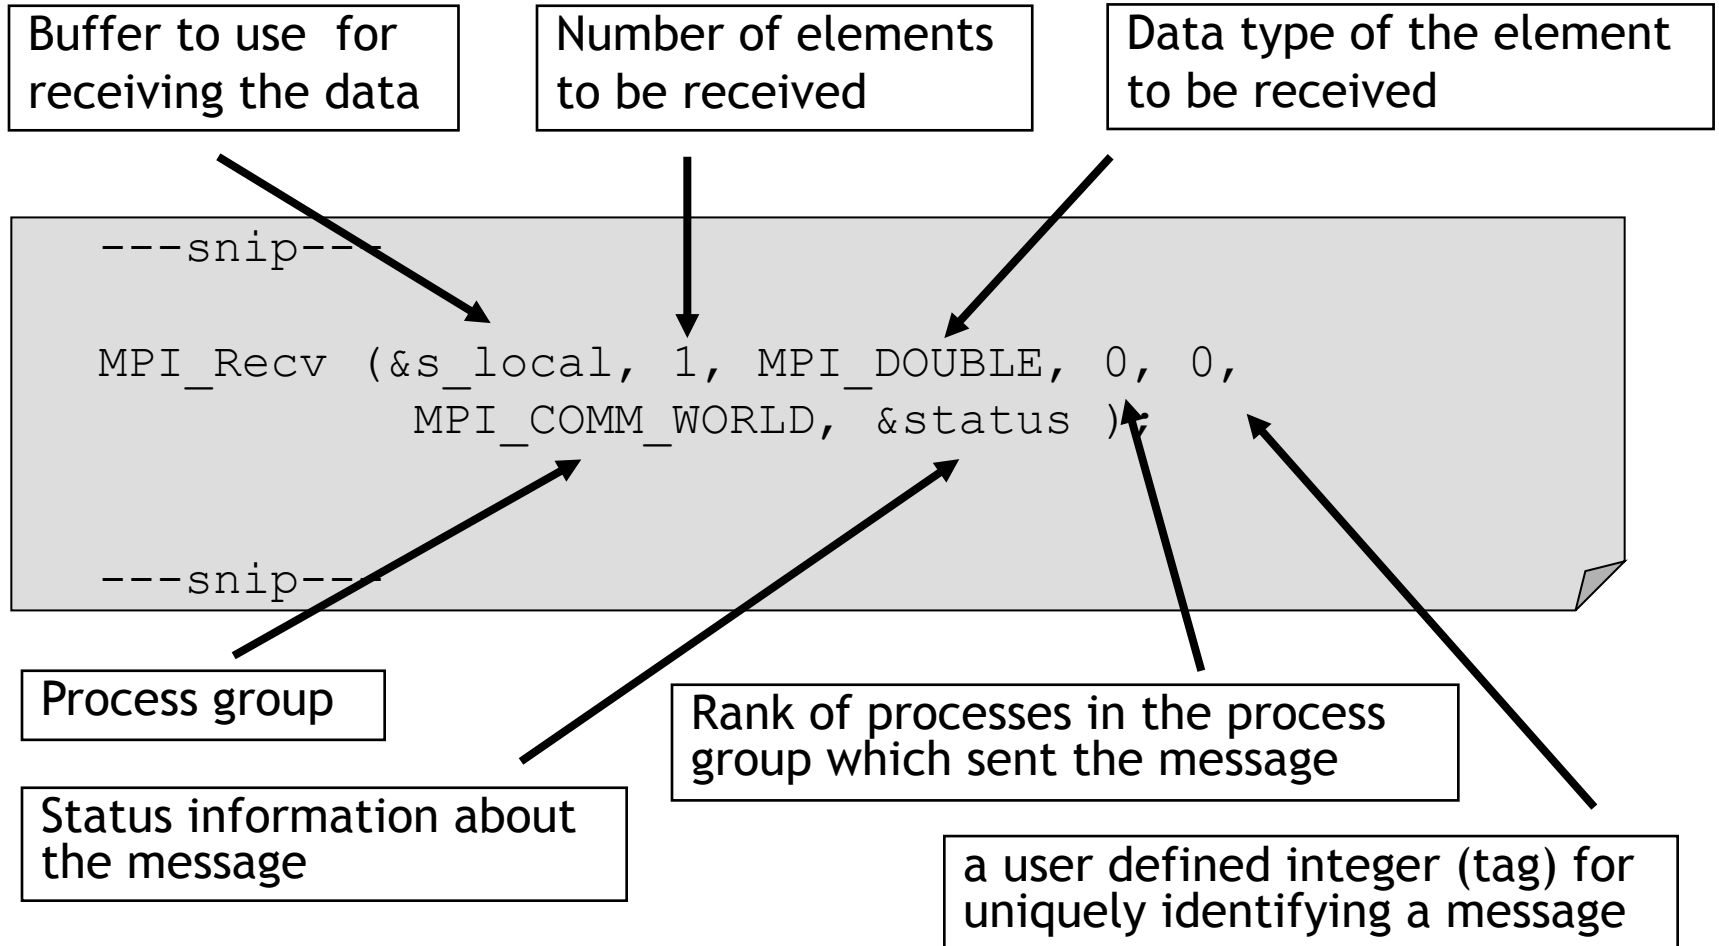 Buffer to use for
receiving the data
Number of elements
to be received
Data type of the element
to be received
---snip---
MPI_Recv (&s_local, 1, MPI_DOUBLE, 0, 0,
MPI_COMM_WORLD, &status );
---snip---
Process group
Rank of processes in the process
group which sent the message
Status information about
the message
a user defined integer (tag) for
uniquely identifying a message